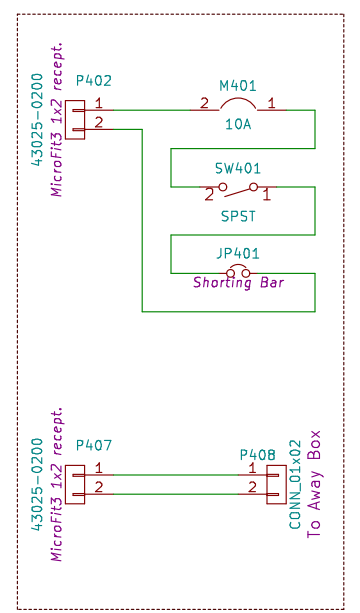 P402
43025-0200
MicroFit3 1x2 recept.
1
2
M401
2
1
10A
SW401
2
1
SPST
JP401
Shorting Bar
P407
43025-0200
MicroFit3 1x2 recept.
1
2
P408
1
2
CONN_01x02
To Away Box